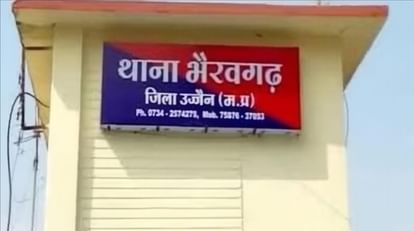 थाना भैरवगढ़
जिला उज्जैन (म.प्र)
Ph. 0734 - 2574275, Mob. 75876 - 37053